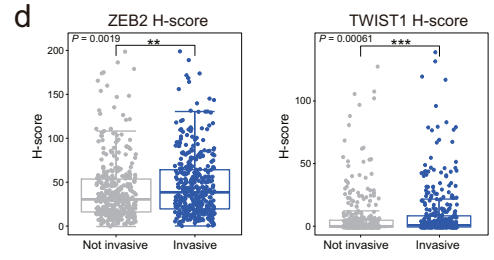 d
ZEB2 H-score
P = 0.0019
**
H-score
200
150
100
50
0
Not invasive
Invasive
TWIST1 H-score
P = 0.00061
***
H-score
100
50
0
Not invasive
Invasive